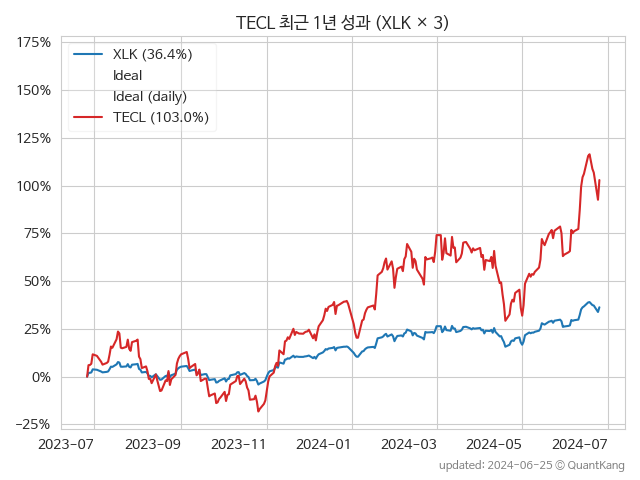 TECL 최근 1년 성과 (XLK × 3)
175%
150%
125%
100%
75%
50%
25%
0%
−25%
XLK (36.4%)
Ideal
Ideal (daily)
TECL (103.0%)
2023-07 2023-09 2023-11 2024-01 2024-03 2024-05 2024-07
updated: 2024-06-25 © QuantKang